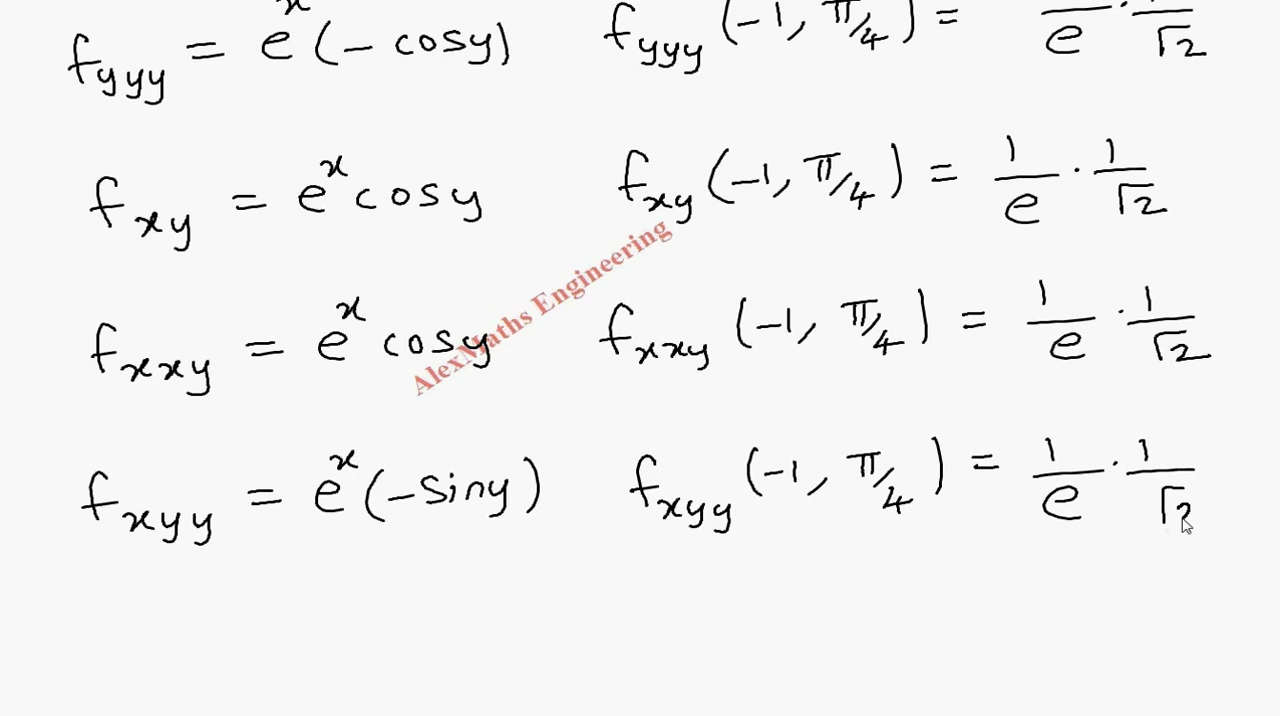 f_yyy = e^x (- cosy) f_yyy (-1, π/4) = 1/e · 1/√2
f_xy = e^x cosy f_xy (-1, π/4) = 1/e · 1/√2
f_xxy = e^x cosy f_xxy (-1, π/4) = 1/e · 1/√2
AlexMaths Engineering
f_xyy = e^x (-siny) f_xyy (-1, π/4) = 1/e · 1/√2